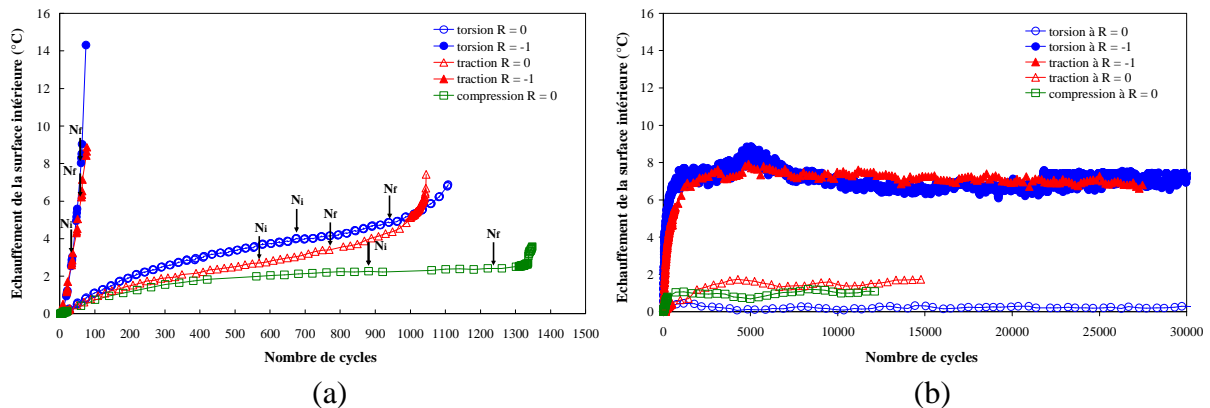 Echauffement de la surface intérieure (°C)
16
14
12
10
8
6
4
2
0
torsion R = 0
torsion R = -1
traction R = 0
traction R = -1
compression R = 0
Nf
Nf
Ni
Ni
Nf
Ni
Nf
Ni
Nf
0 100 200 300 400 500 600 700 800 900 1000 1100 1200 1300 1400 1500
Nombre de cycles
(a)
Echauffement de la surface intérieure (°C)
16
14
12
10
8
6
4
2
0
torsion à R = 0
torsion à R = -1
traction à R = -1
traction à R = 0
compression à R = 0
0 5000 10000 15000 20000 25000 30000
Nombre de cycles
(b)